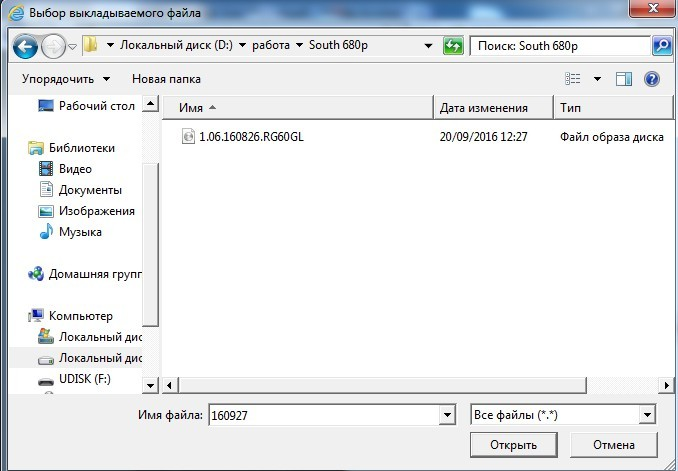 Выбор выкладываемого файла
Локальный диск (D:) работа South 680p
Поиск: South 680p
Упорядочить Новая папка
Рабочий стол
Библиотеки
Видео
Документы
Изображения
Музыка
Домашняя групп
Компьютер
Локальный дис
Локальный дис
UDISK (F:)
Имя Дата изменения Тип
1.06.160826.RG60GL 20/09/2016 12:27 Файл образа диска
Имя файла: 160927 Все файлы (*.*)
Открыть Отмена